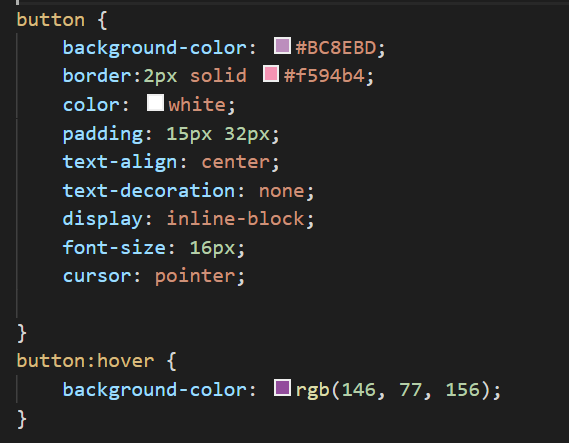 button {
    background-color: #BC8EBD;
    border:2px solid #f594b4;
    color: white;
    padding: 15px 32px;
    text-align: center;
    text-decoration: none;
    display: inline-block;
    font-size: 16px;
    cursor: pointer;

}
button:hover {
    background-color: rgb(146, 77, 156);
}